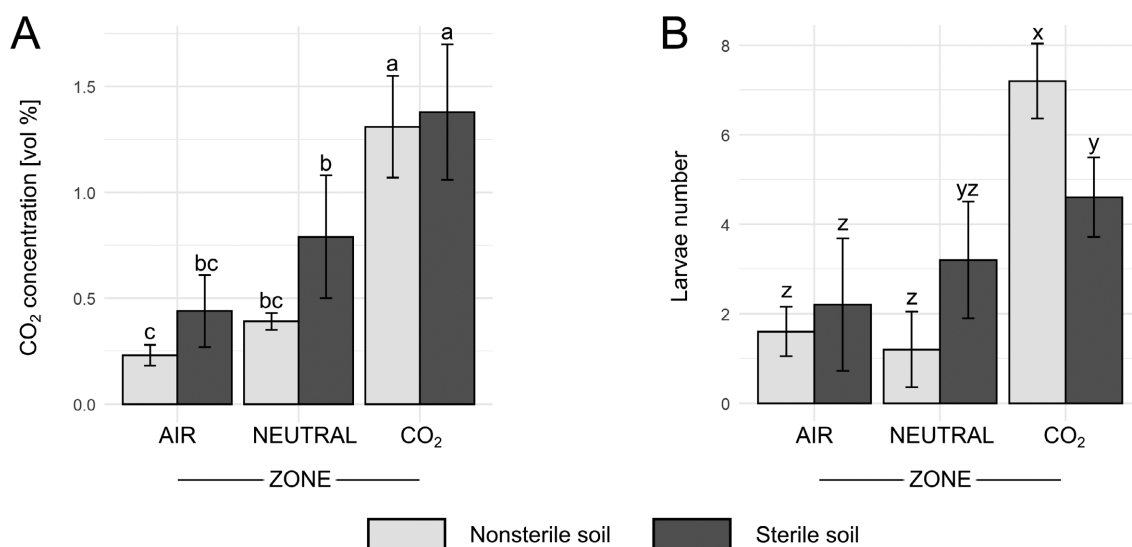 A
CO₂ concentration [vol %]
1.5
1.0
0.5
0.0
c
bc
bc
b
a
a
AIR NEUTRAL CO₂
ZONE
B
Larvae number
8
6
4
2
0
z
z
z
yz
x
y
AIR NEUTRAL CO₂
ZONE
Nonsterile soil Sterile soil